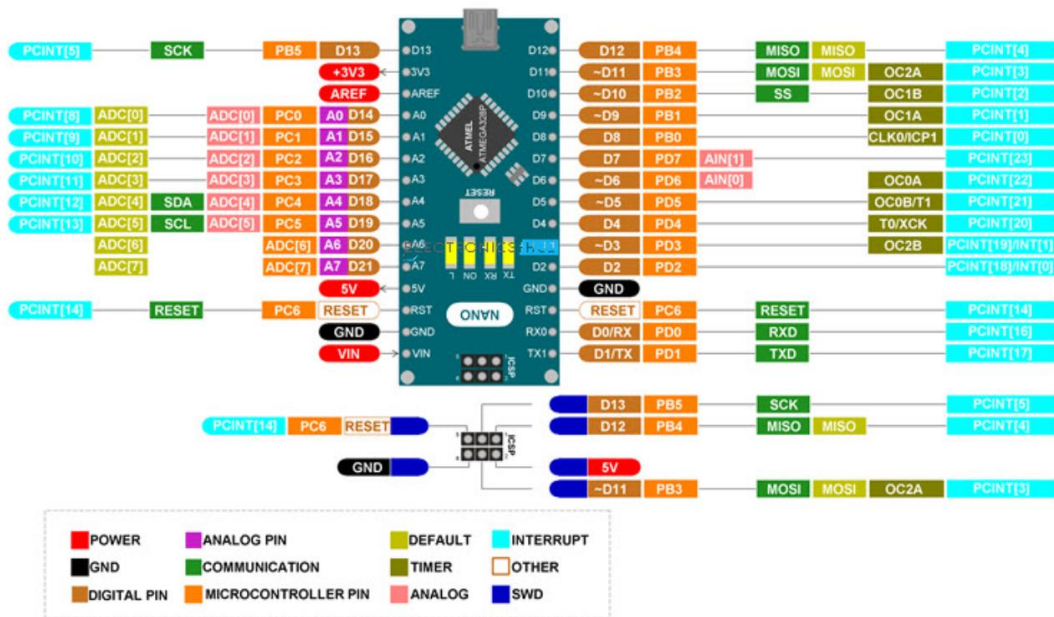 PCINT[5] SCK PB5 D13 D13 D12 D12 PB4 MISO MISO PCINT[4]
+3V3 3V3 D11 ~D11 PB3 MOSI MOSI OC2A PCINT[3]
AREF AREF D10 ~D10 PB2 SS OC1B PCINT[2]
PCINT[8] ADC[0] ADC[0] PC0 A0 D14 A0 D9 ~D9 PB1 OC1A PCINT[1]
PCINT[9] ADC[1] ADC[1] PC1 A1 D15 A1 ATMEL ATMEGA328P D8 D8 PB0 CLK0/ICP1 PCINT[0]
PCINT[10] ADC[2] ADC[2] PC2 A2 D16 A2 D7 D7 PD7 AIN[1] PCINT[23]
PCINT[11] ADC[3] ADC[3] PC3 A3 D17 A3 D6 ~D6 PD6 AIN[0] OC0A PCINT[22]
RESET
PCINT[12] ADC[4] SDA ADC[4] PC4 A4 D18 A4 D5 ~D5 PD5 OC0B/T1 PCINT[21]
PCINT[13] ADC[5] SCL ADC[5] PC5 A5 D19 A5 D4 D4 PD4 T0/XCK PCINT[20]
ADC[6] ADC[6] A6 D20 A6 ~D3 PD3 OC2B PCINT[19]/INT[1]
ADC[7] ADC[7] A7 D21 A7 L ON RX TX D2 D2 PD2 PCINT[18]/INT[0]
5V 5V GND GND
PCINT[14] RESET PC6 RESET RST NANO RST RESET PC6 RESET PCINT[14]
GND GND RX0 D0/RX PD0 RXD PCINT[16]
VIN VIN ICSP TX1 D1/TX PD1 TXD PCINT[17]
D13 PB5 SCK PCINT[5]
PCINT[14] PC6 RESET D12 PB4 MISO MISO PCINT[4]
ICSP
GND 5V
~D11 PB3 MOSI MOSI OC2A PCINT[3]
POWER ANALOG PIN DEFAULT INTERRUPT
GND COMMUNICATION TIMER OTHER
DIGITAL PIN MICROCONTROLLER PIN ANALOG SWD